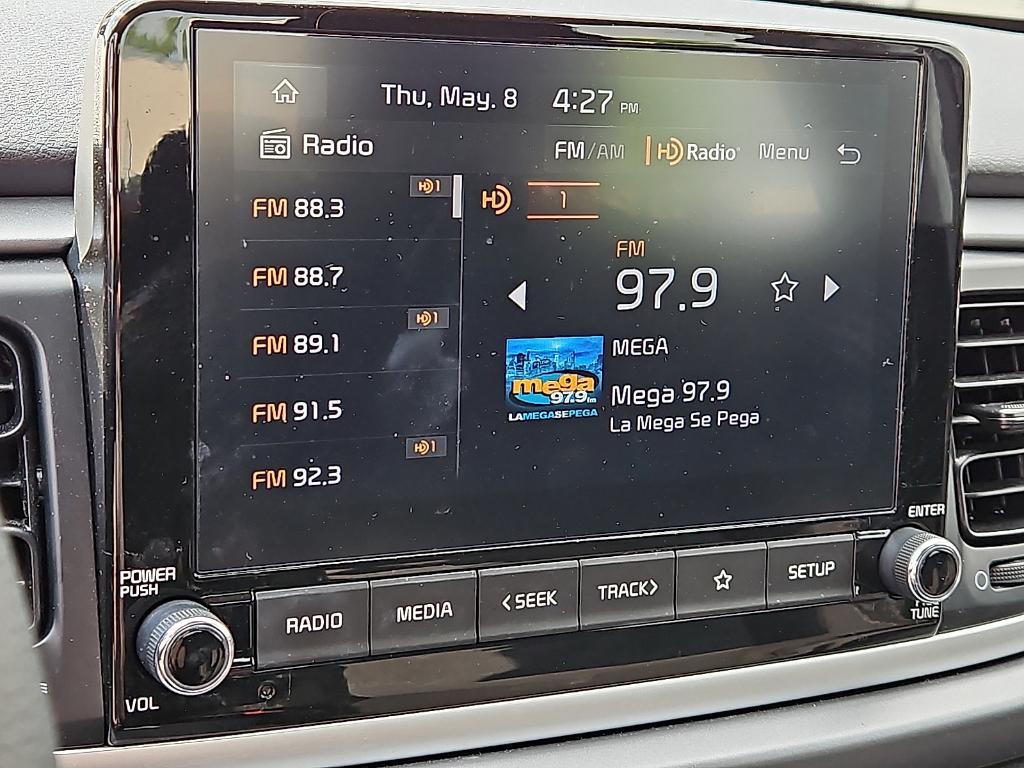 Thu, May. 8 4:27 PM
Radio FM/AM HD Radio Menu
HD1
FM 88.3
FM 88.7
HD1
FM 89.1
FM 91.5
HD1
FM 92.3
HD 1
FM
97.9
mega
97.9fm
LAMEGASEPEGA
MEGA
Mega 97.9
La Mega Se Pega
POWER
PUSH
VOL
RADIO
MEDIA
<SEEK
TRACK>
SETUP
ENTER
TUNE